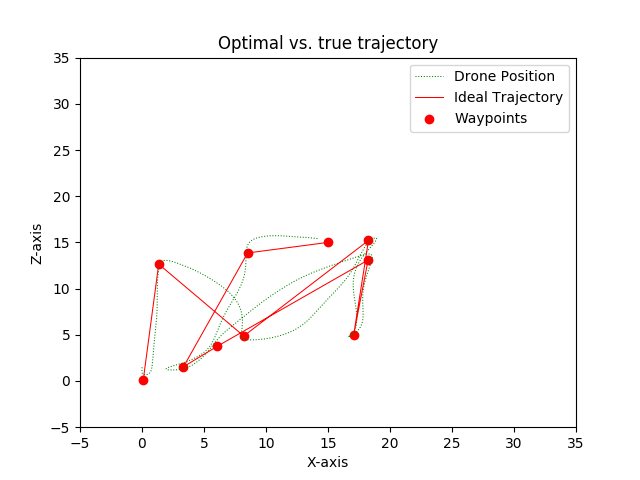 Optimal vs. true trajectory
Drone Position
Ideal Trajectory
Waypoints
Z-axis
35
30
25
20
15
10
5
0
−5
−5 0 5 10 15 20 25 30 35
X-axis